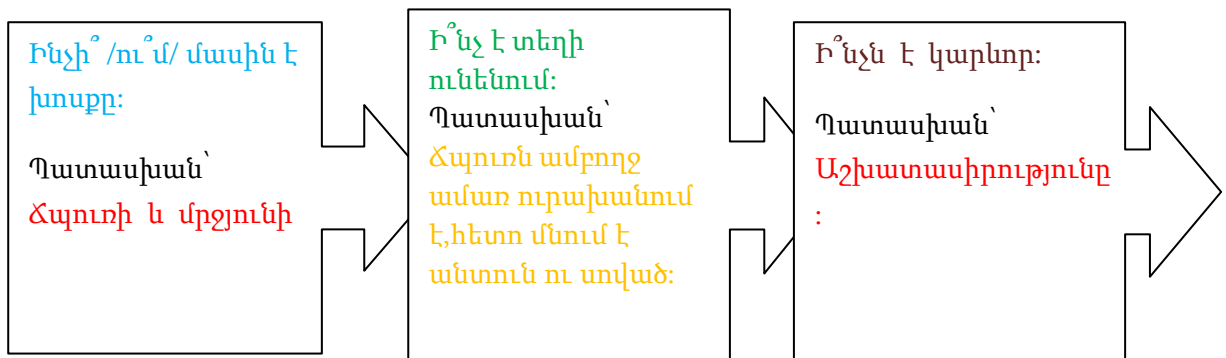 Ինչի՞ /ու՞մ/ մասին է
խոսքը։
Պատասխան՝
Ճպուռի և մրջյունի
Ի՞նչ է տեղի
ունենում։
Պատասխան՝
Ճպուռն ամբողջ
ամառ ուրախանում
է,հետո մնում է
անտուն ու սոված։
Ի՞նչն է կարևոր։
Պատասխան՝
Աշխատասիրությունը
։